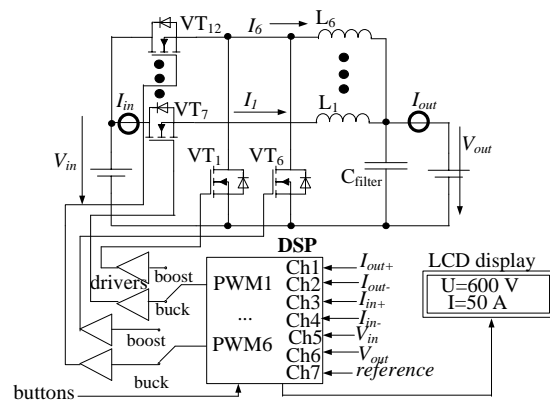 VT12
I6
L6
Iin
VT7
I1
L1
Iout
Vin
VT1
VT6
Cfilter
Vout
DSP
LCD display
drivers
boost
buck
boost
buck
PWM1
...
PWM6
Ch1
Ch2
Ch3
Ch4
Ch5
Ch6
Ch7
Iout+
Iout-
Iin+
Iin-
Vin
Vout
reference
U=600 V
I=50 A
buttons